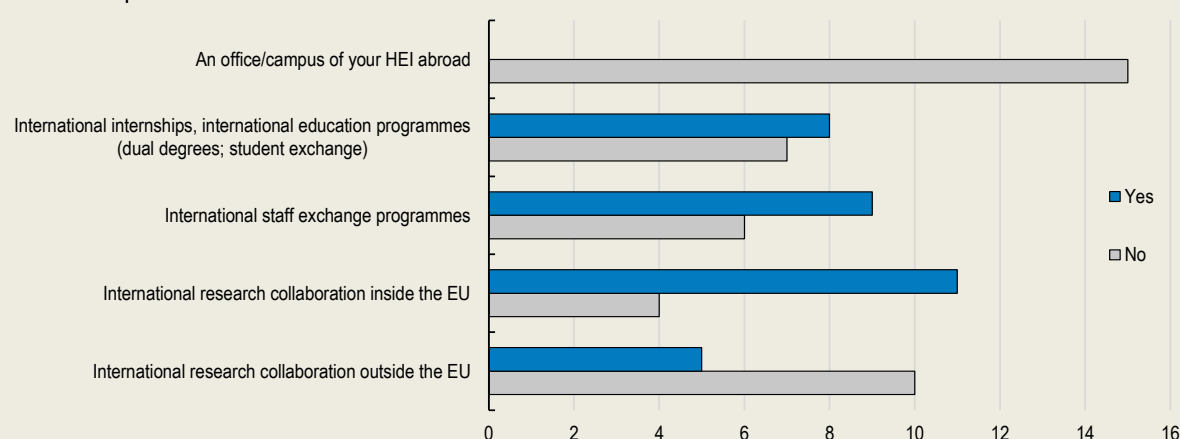 An office/campus of your HEI abroad
International internships, international education programmes
(dual degrees; student exchange)
International staff exchange programmes
International research collaboration inside the EU
International research collaboration outside the EU
Yes
No
0 2 4 6 8 10 12 14 16